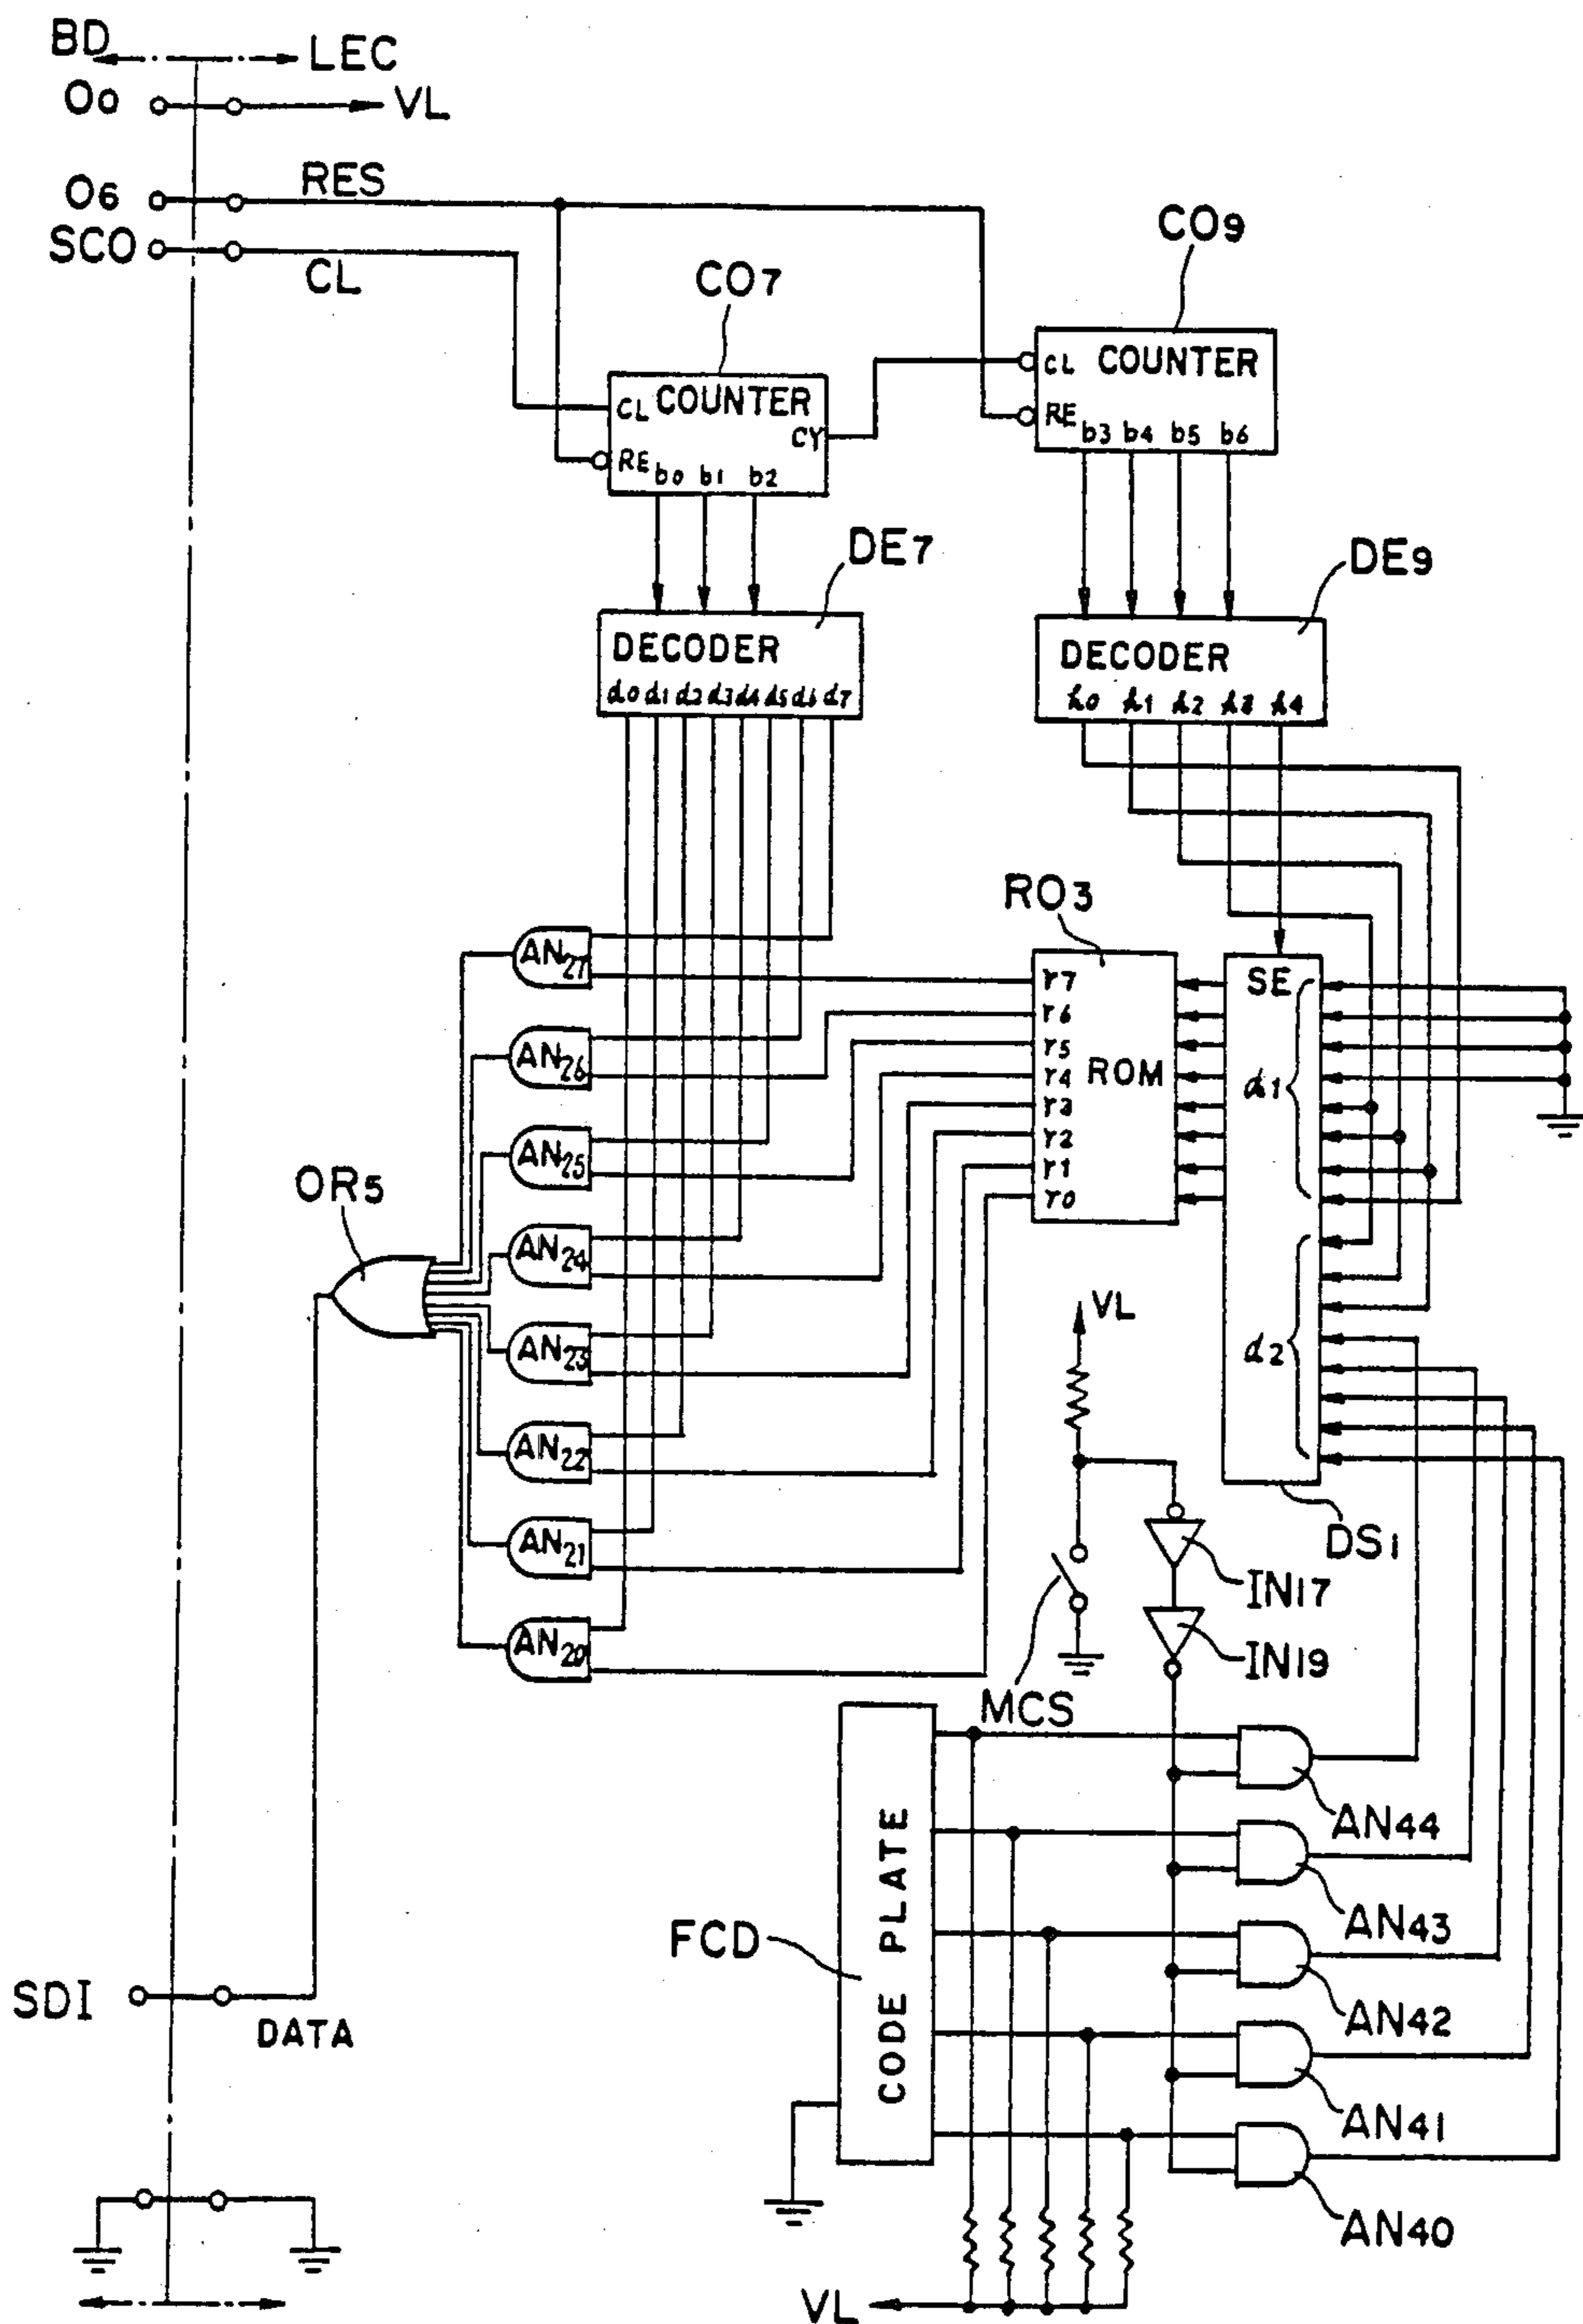 BD LEC
O0 VL
O6 RES
SCO CL
CO7
CO9
CL COUNTER
RE CY
b0 b1 b2
CL COUNTER
RE
b3 b4 b5 b6
DE7
DE9
DECODER
d0 d1 d2 d3 d4 d5 d6 d7
DECODER
h0 h1 h2 h3 h4
RO3
AN27
AN26
AN25
AN24
AN23
AN22
AN21
AN20
OR5
r7
r6
r5
r4
r3
r2
r1
r0
ROM
SE
d1
d2
DS1
VL
MCS
IN17
IN19
AN44
AN43
AN42
AN41
AN40
FCD
CODE PLATE
SDI
DATA
VL